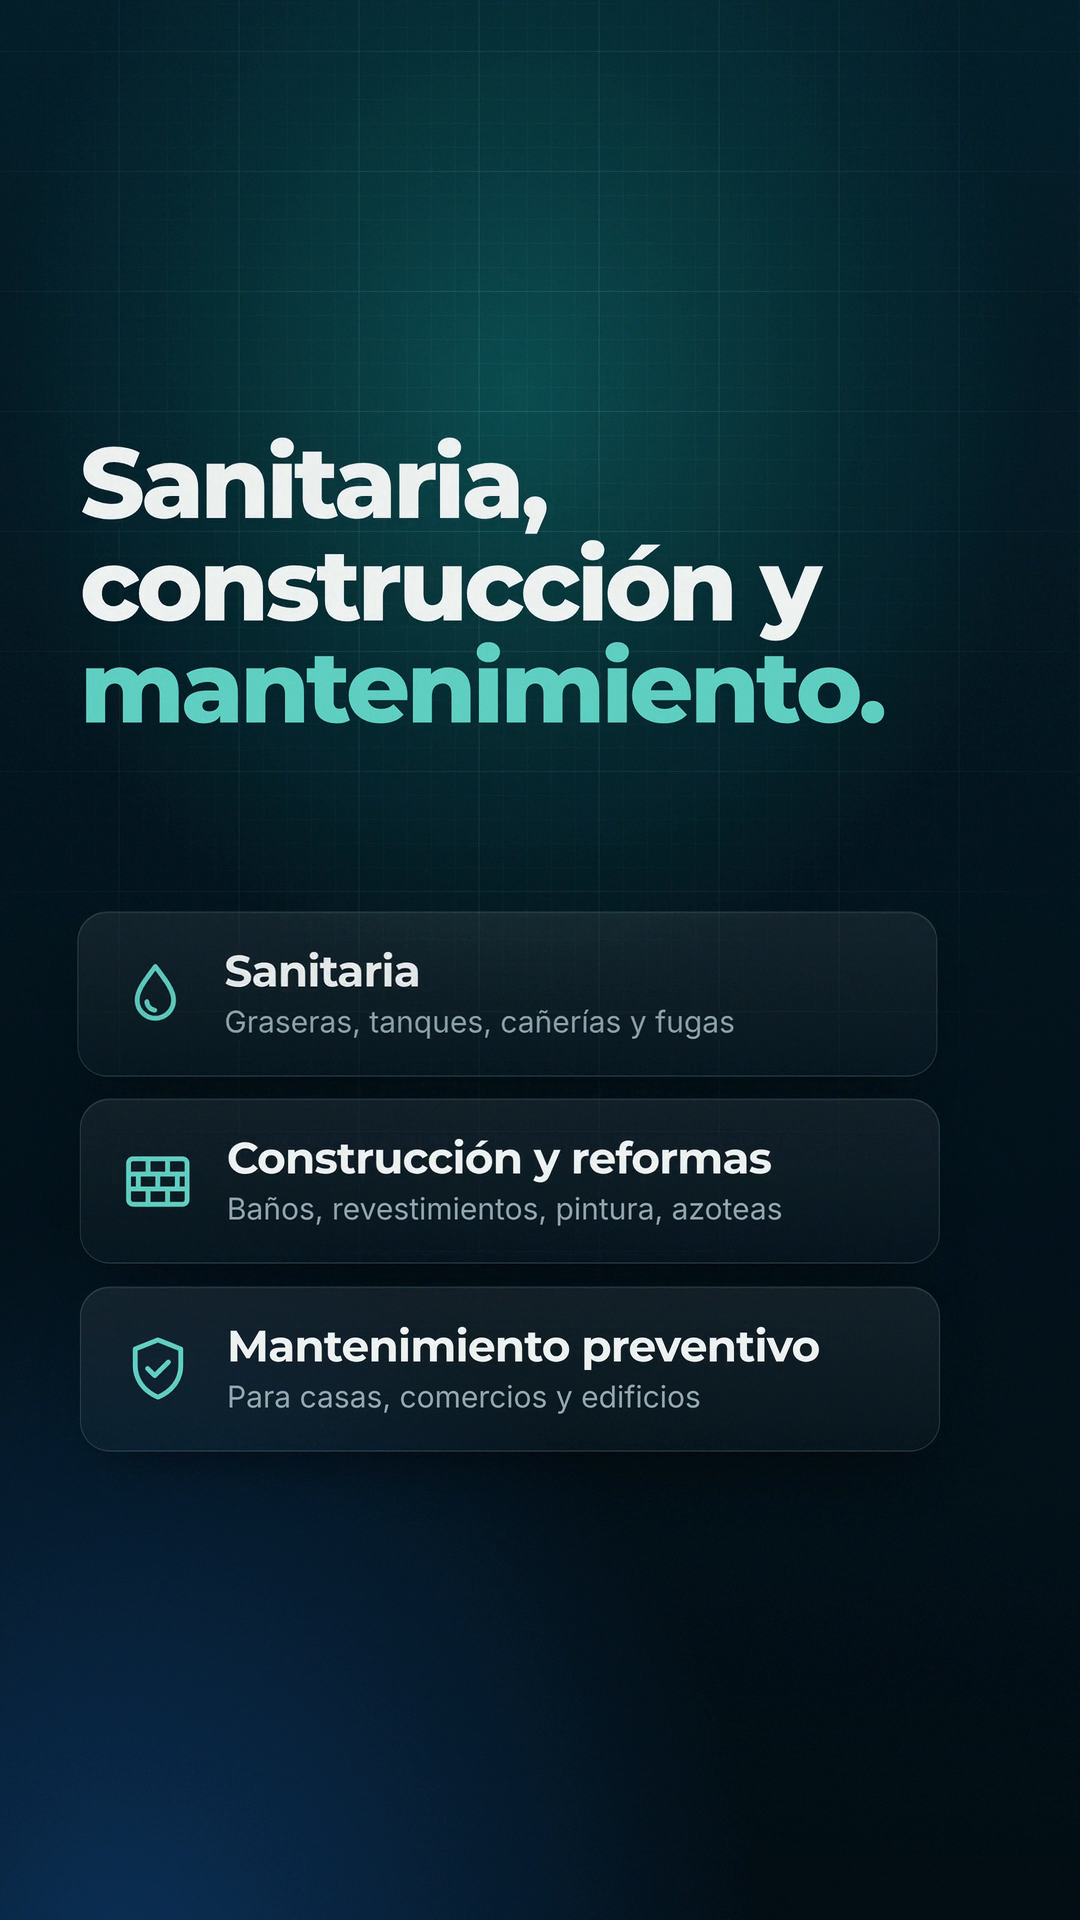 Sanitaria,
construcción y
mantenimiento.
Sanitaria
Graseras, tanques, cañerías y fugas
Construcción y reformas
Baños, revestimientos, pintura, azoteas
Mantenimiento preventivo
Para casas, comercios y edificios